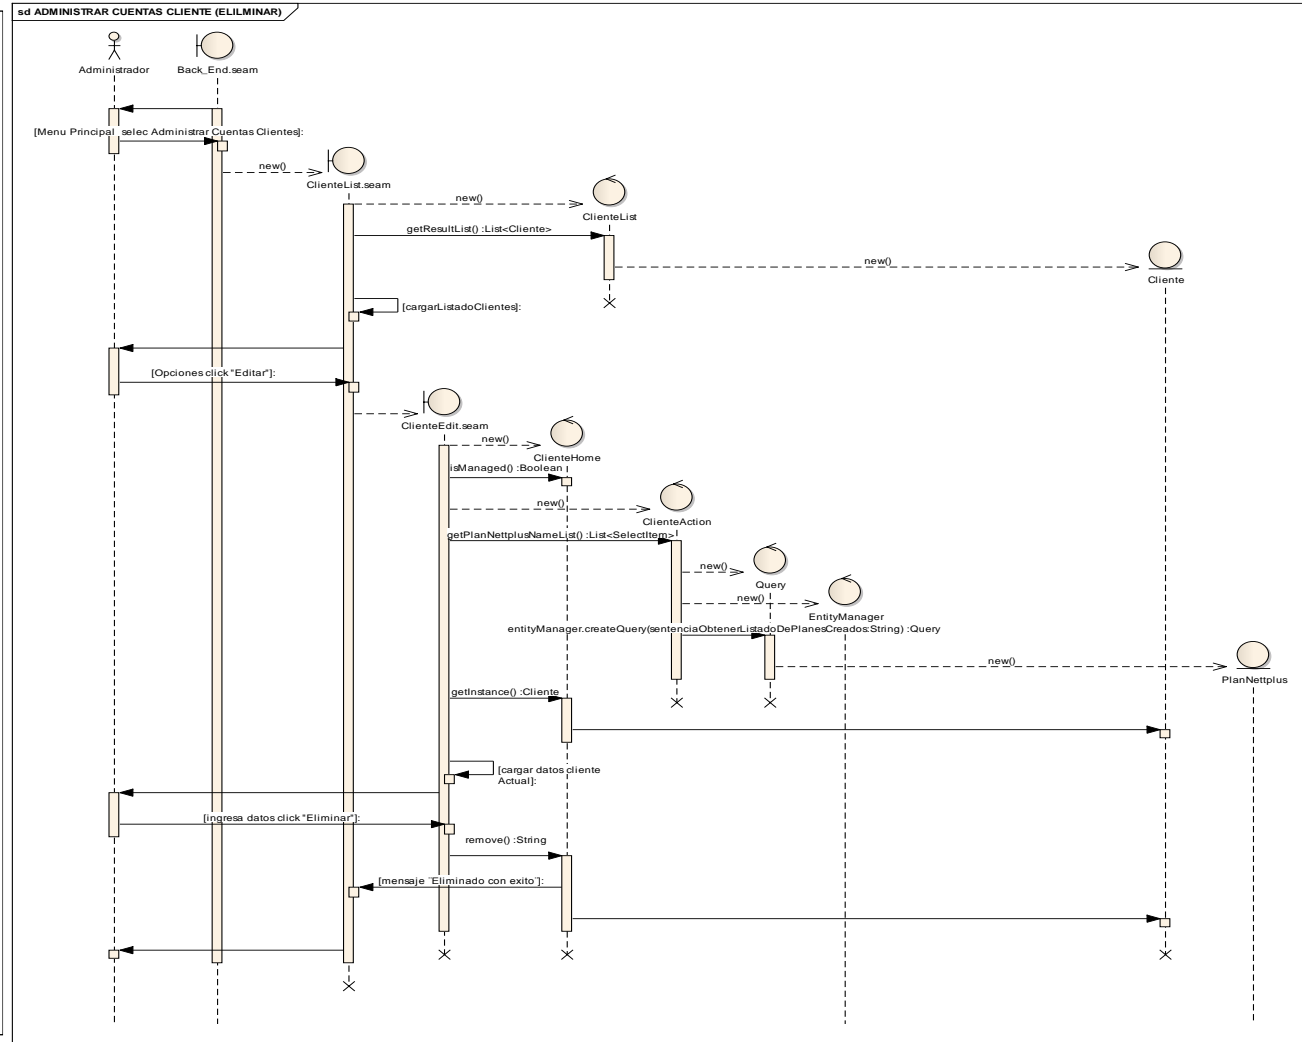 sd ADMINISTRAR CUENTAS CLIENTE (ELILMINAR)
Administrador
Back_End.seam
[Menu Principal selec Administrar Cuentas Clientes]:
new()
ClienteList.seam
new()
ClienteList
getResultList() :List<Cliente>
new()
Cliente
[cargarListadoClientes]:
[Opciones click "Editar"]:
ClienteEdit.seam
new()
ClienteHome
isManaged() :Boolean
new()
ClienteAction
getPlanNettplusNameList() :List<SelectItem>
new()
Query
new()
EntityManager
entityManager.createQuery(sentenciaObtenerListadoDePlanesCreados:String) :Query
new()
PlanNettplus
getInstance() :Cliente
[cargar datos cliente
Actual]:
[ingresa datos click "Eliminar"]:
remove() :String
[mensaje ¨Eliminado con exito¨]: